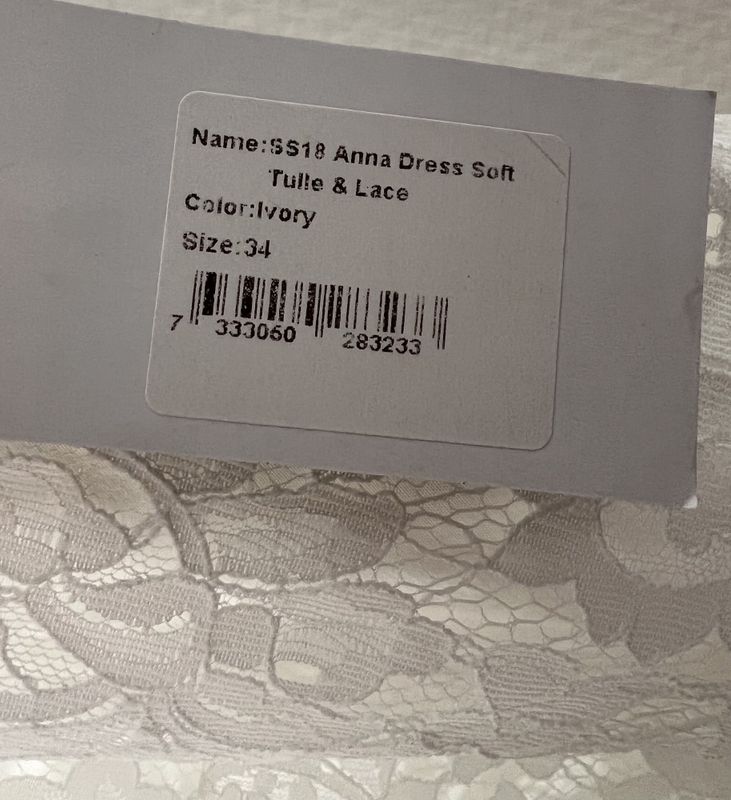 Name:SS18 Anna Dress Soft
Tulle & Lace
Color:Ivory
Size:34
7 333060 283233